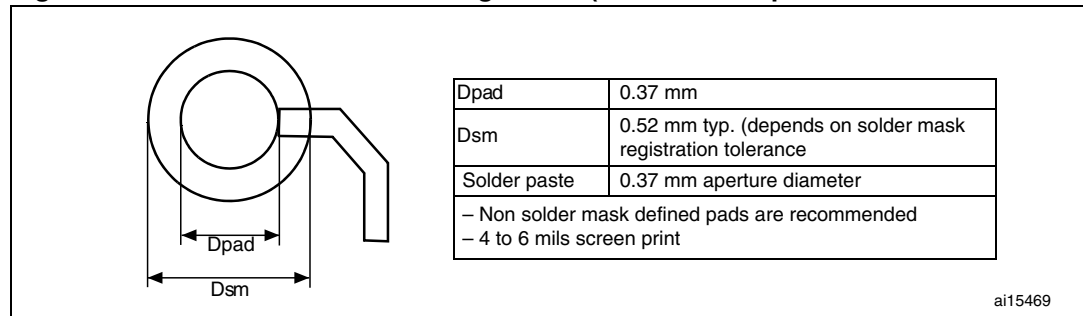 Dpad
Dsm
Dpad 0.37 mm
Dsm 0.52 mm typ. (depends on solder mask
registration tolerance
Solder paste 0.37 mm aperture diameter
– Non solder mask defined pads are recommended
– 4 to 6 mils screen print
ai15469